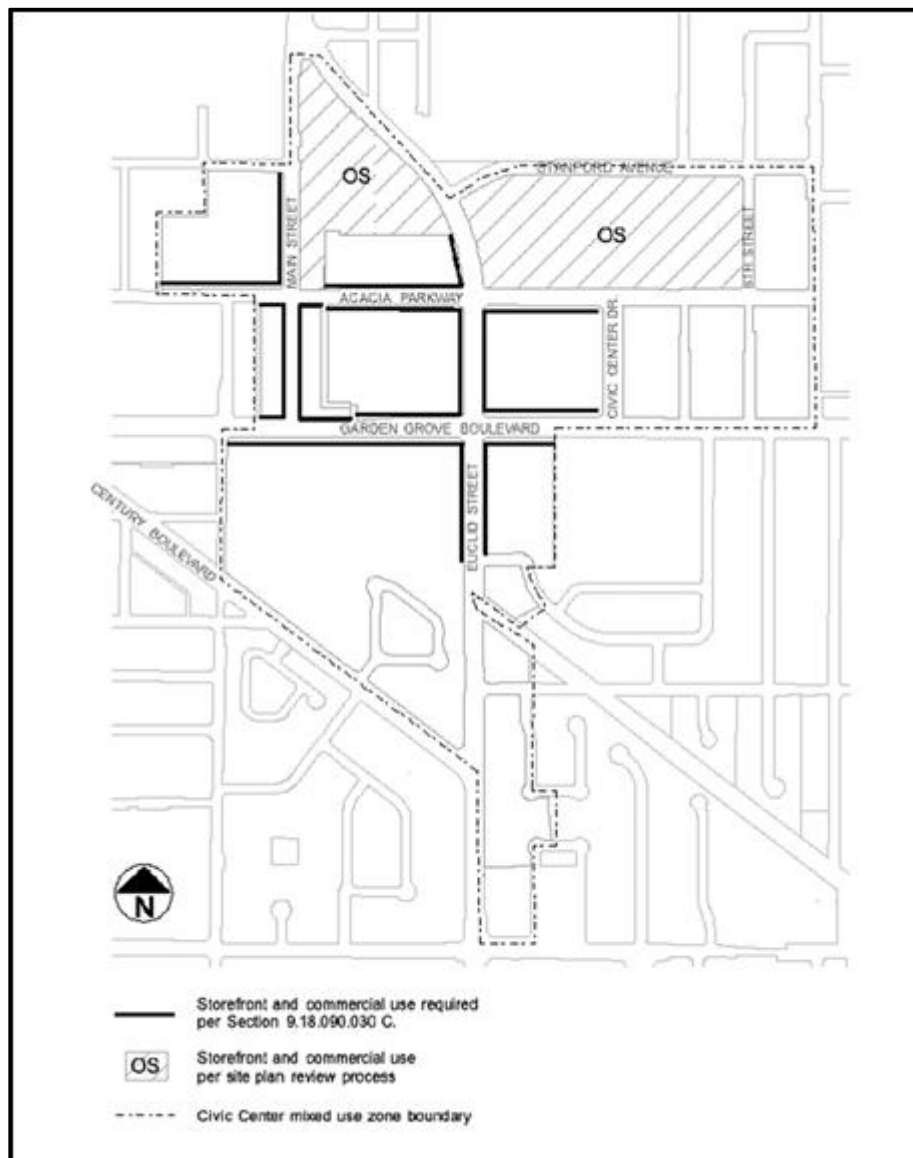 OS
STANFORD AVENUE
OS
MAIN STREET
8TR STREET
ACACIA PARKWAY
CIVIC CENTER DR.
GARDEN GROVE BOULEVARD
EUCLID STREET
CENTURY BOULEVARD
N
Storefront and commercial use required
per Section 9.18.090.030 C.
OS
Storefront and commercial use
per site plan review process
Civic Center mixed use zone boundary